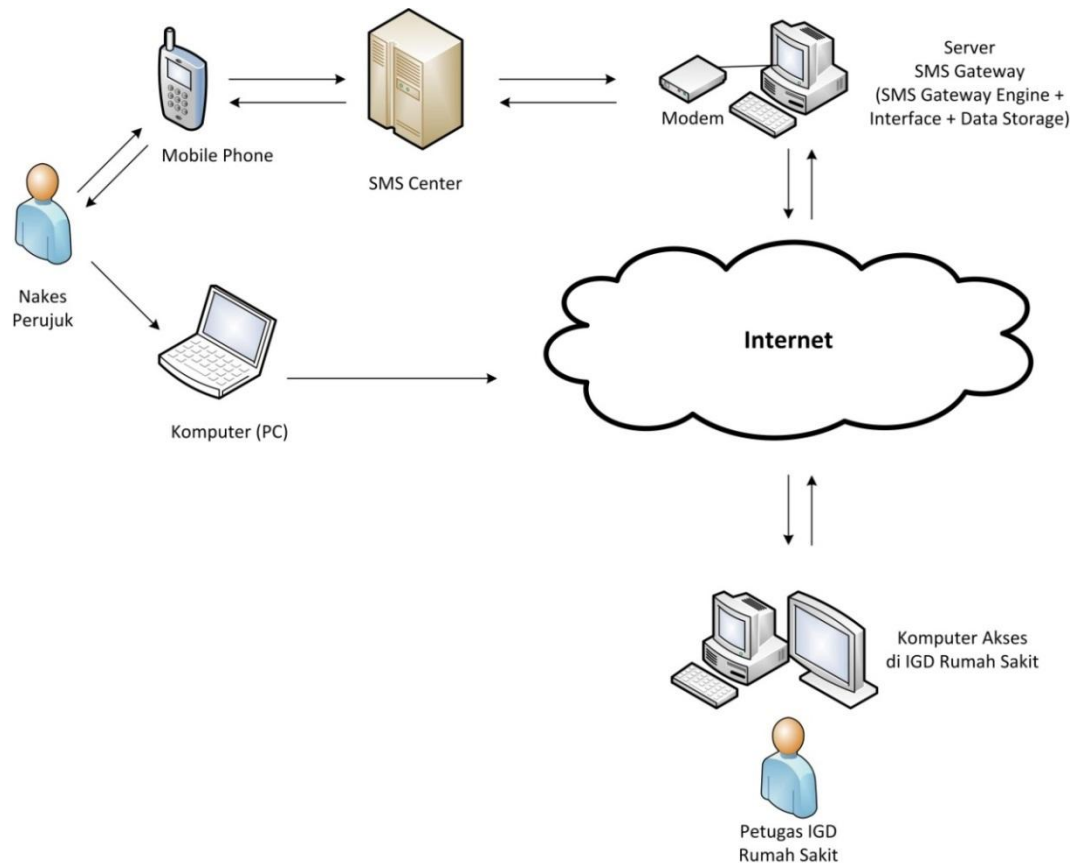 Mobile Phone
SMS Center
Modem
Server
SMS Gateway
(SMS Gateway Engine +
Interface + Data Storage)
Nakes
Perujuk
Komputer (PC)
Internet
Komputer Akses
di IGD Rumah Sakit
Petugas IGD
Rumah Sakit